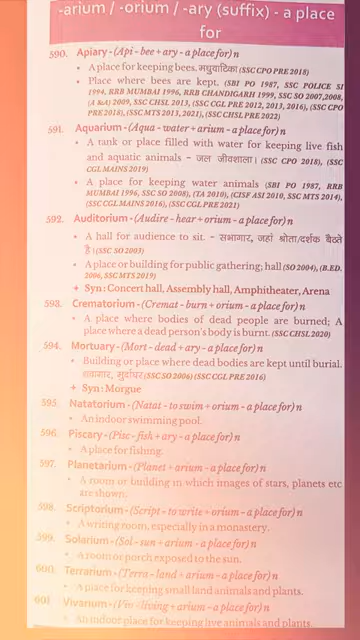 -arium / -orium / -ary (suffix) - a place
for
590. Apiary - (Api - bee + ary - a place for) n
• A place for keeping bees. मधुवाटिका (SSC CPO PRE 2018)
• Place where bees are kept. (SBI PO 1987, SSC POLICE SI
1994, RRB MUMBAI 1996, RRB CHANDIGARH 1999, SSC SO 2007,2008,
(A &A) 2009, SSC CHSL 2013, (SSC CGL PRE 2012, 2013, 2016), (SSC CPO
PRE 2018), (SSC MTS 2013, 2021), (SSC CHSL PRE 2022)
591. Aquarium - (Aqua - water + arium - a place for) n
• A tank or place filled with water for keeping live fish
and aquatic animals - जल जीवशाला। (SSC CPO 2018), (SSC
CGL MAINS 2019)
• A place for keeping water animals (SBI PO 1987, RRB
MUMBAI 1996, SSC SO 2008), (TA 2010), (CISF ASI 2010, SSC MTS 2014),
(SSC CGL MAINS 2016), (SSC CGL PRE 2021)
592. Auditorium - (Audire - hear + orium - a place for) n
• A hall for audience to sit. - सभागार, जहां श्रोता/दर्शक बैठते
है। (SSC SO 2003)
• A place or building for public gathering; hall (SO 2004), (B.ED.
2006, SSC MTS 2019)
+ Syn: Concert hall, Assembly hall, Amphitheater, Arena
593. Crematorium - (Cremat - burn + orium - a place for) n
• A place where bodies of dead people are burned; A
place where a dead person's body is burnt. (SSC CHSL 2020)
594. Mortuary - (Mort - dead + ary - a place for) n
• Building or place where dead bodies are kept until burial.
शवागार, मुर्दाघर (SSC SO 2006) (SSC CGL PRE 2016)
+ Syn: Morgue
595. Natatorium - (Natat - to swim + orium - a place for) n
• An indoor swimming pool.
596. Piscary - (Pisc - fish + ary - a place for) n
• A place for fishing.
597. Planetarium - (Planet + arium - a place for) n
• A room or building in which images of stars, planets etc
are shown.
598. Scriptorium - (Script - to write + orium - a place for) n
• A writing room, especially in a monastery.
599. Solarium - (Sol - sun + arium - a place for) n
• A room or porch exposed to the sun.
600. Terrarium - (Terra - land + arium - a place for) n
• A place for keeping small land animals and plants.
601. Vivarium - (Viv - living + arium - a place for) n
• An indoor place for keeping live animals and plants.